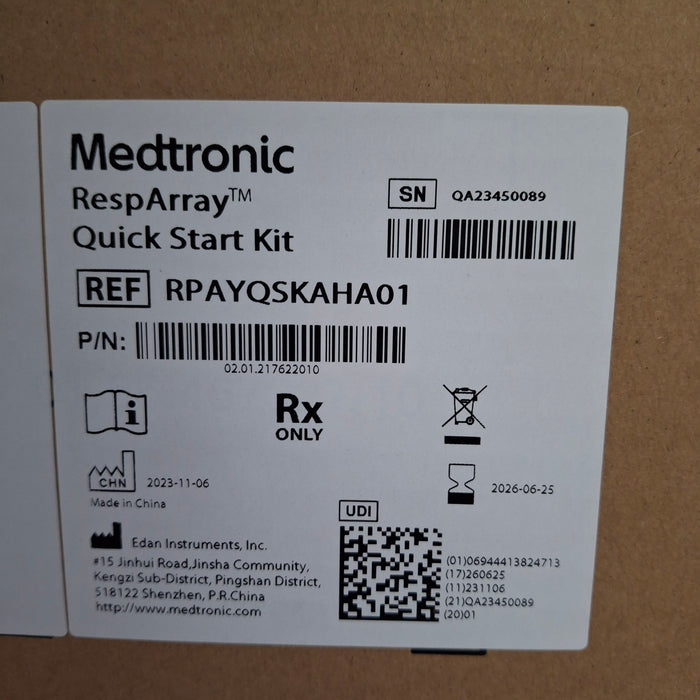 Medtronic
RespArray™
Quick Start Kit
SN QA23450089
REF RPAYQSKAHA01
P/N:
02.01.217622010
i
Rx
ONLY
CHN 2023-11-06
Made in China
2026-06-25
UDI
Edan Instruments, Inc.
#15 Jinhui Road,Jinsha Community,
Kengzi Sub-District, Pingshan District,
518122 Shenzhen, P.R.China
http://www.medtronic.com
(01)06944413824713
(17)260625
(11)231106
(21)QA23450089
(20)01